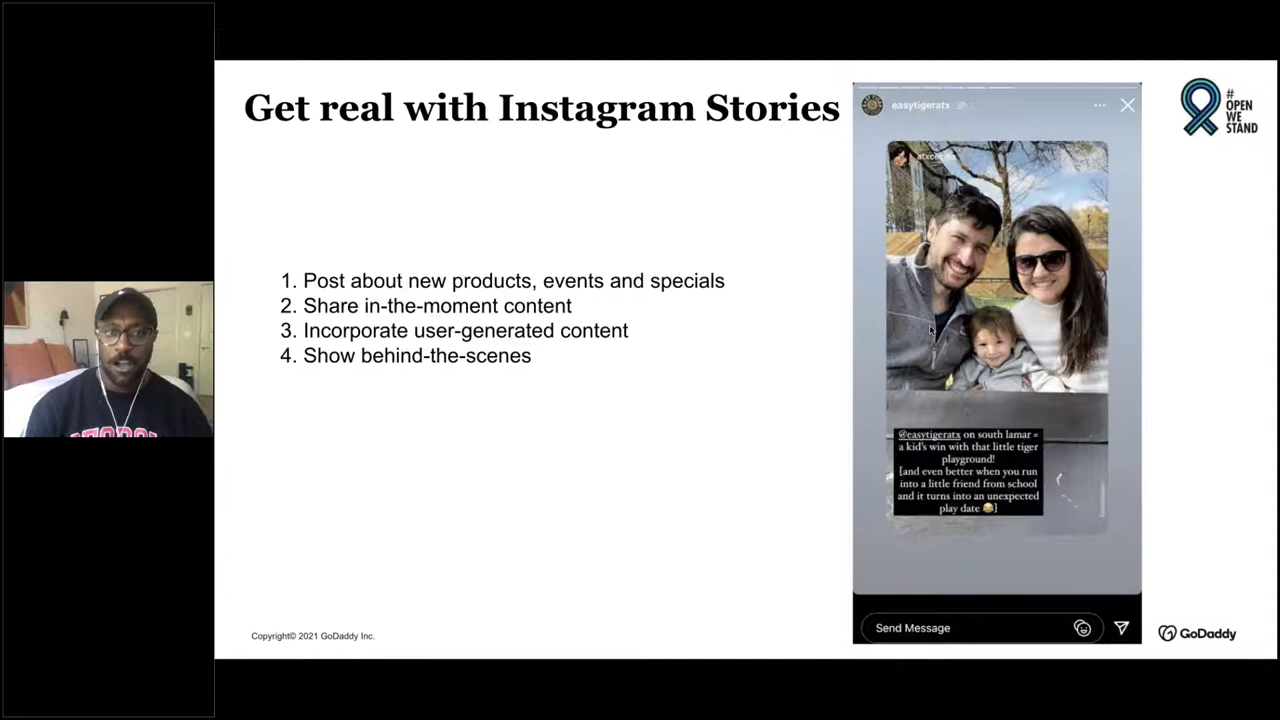 Get real with Instagram Stories
1. Post about new products, events and specials
2. Share in-the-moment content
3. Incorporate user-generated content
4. Show behind-the-scenes
Copyright© 2021 GoDaddy Inc.
easytigeratx 3h
@easytigeratx on south lamar =
a kid's win with that little tiger
playground!
[and even better when you run
into a little friend from school
and it turns into an unexpected
play date 😂]
Send Message
#
OPEN
WE
STAND
GoDaddy